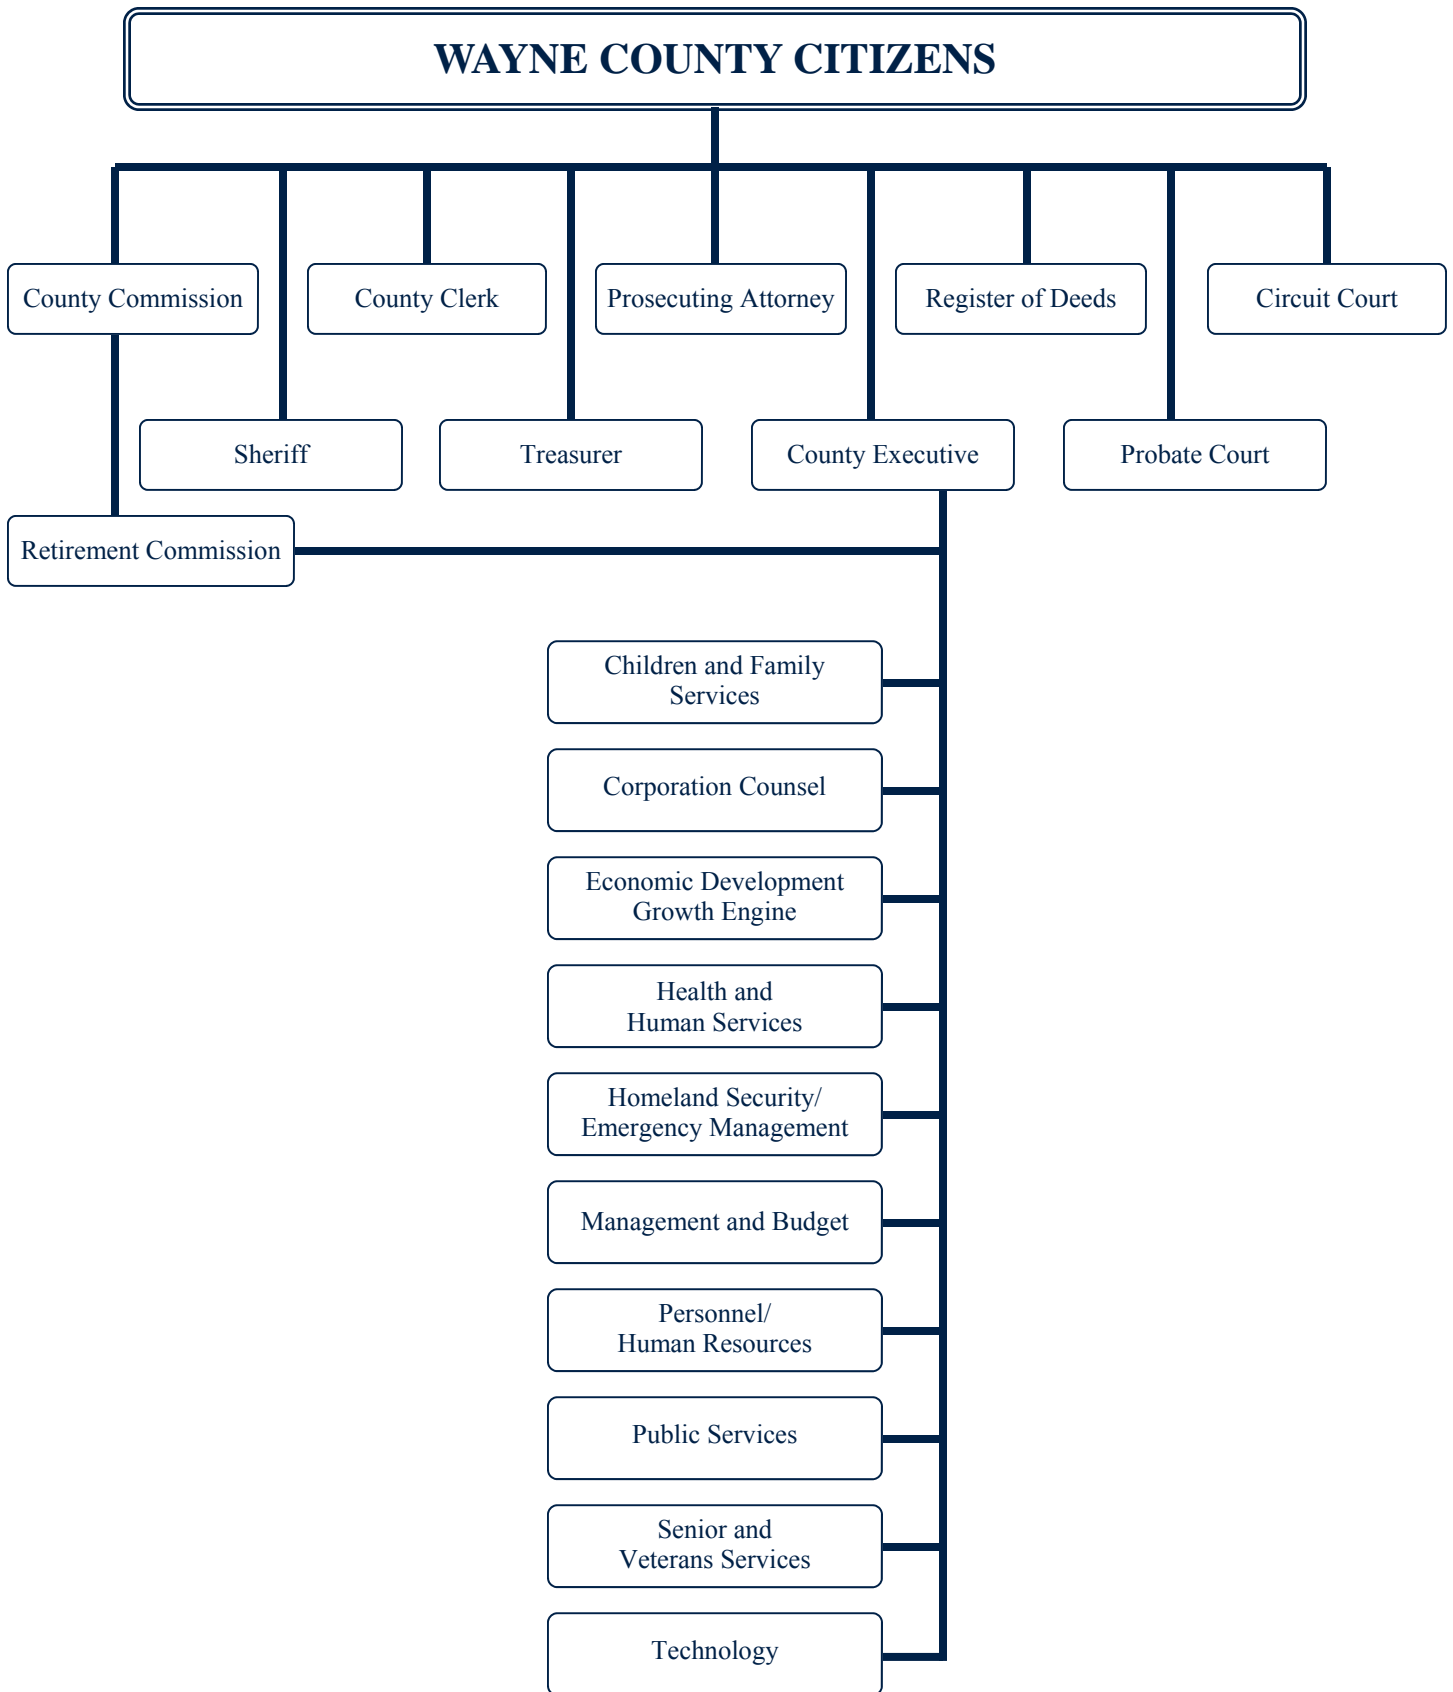 WAYNE COUNTY CITIZENS
County Commission
County Clerk
Prosecuting Attorney
Register of Deeds
Circuit Court
Sheriff
Treasurer
County Executive
Probate Court
Retirement Commission
Children and Family
Services
Corporation Counsel
Economic Development
Growth Engine
Health and
Human Services
Homeland Security/
Emergency Management
Management and Budget
Personnel/
Human Resources
Public Services
Senior and
Veterans Services
Technology